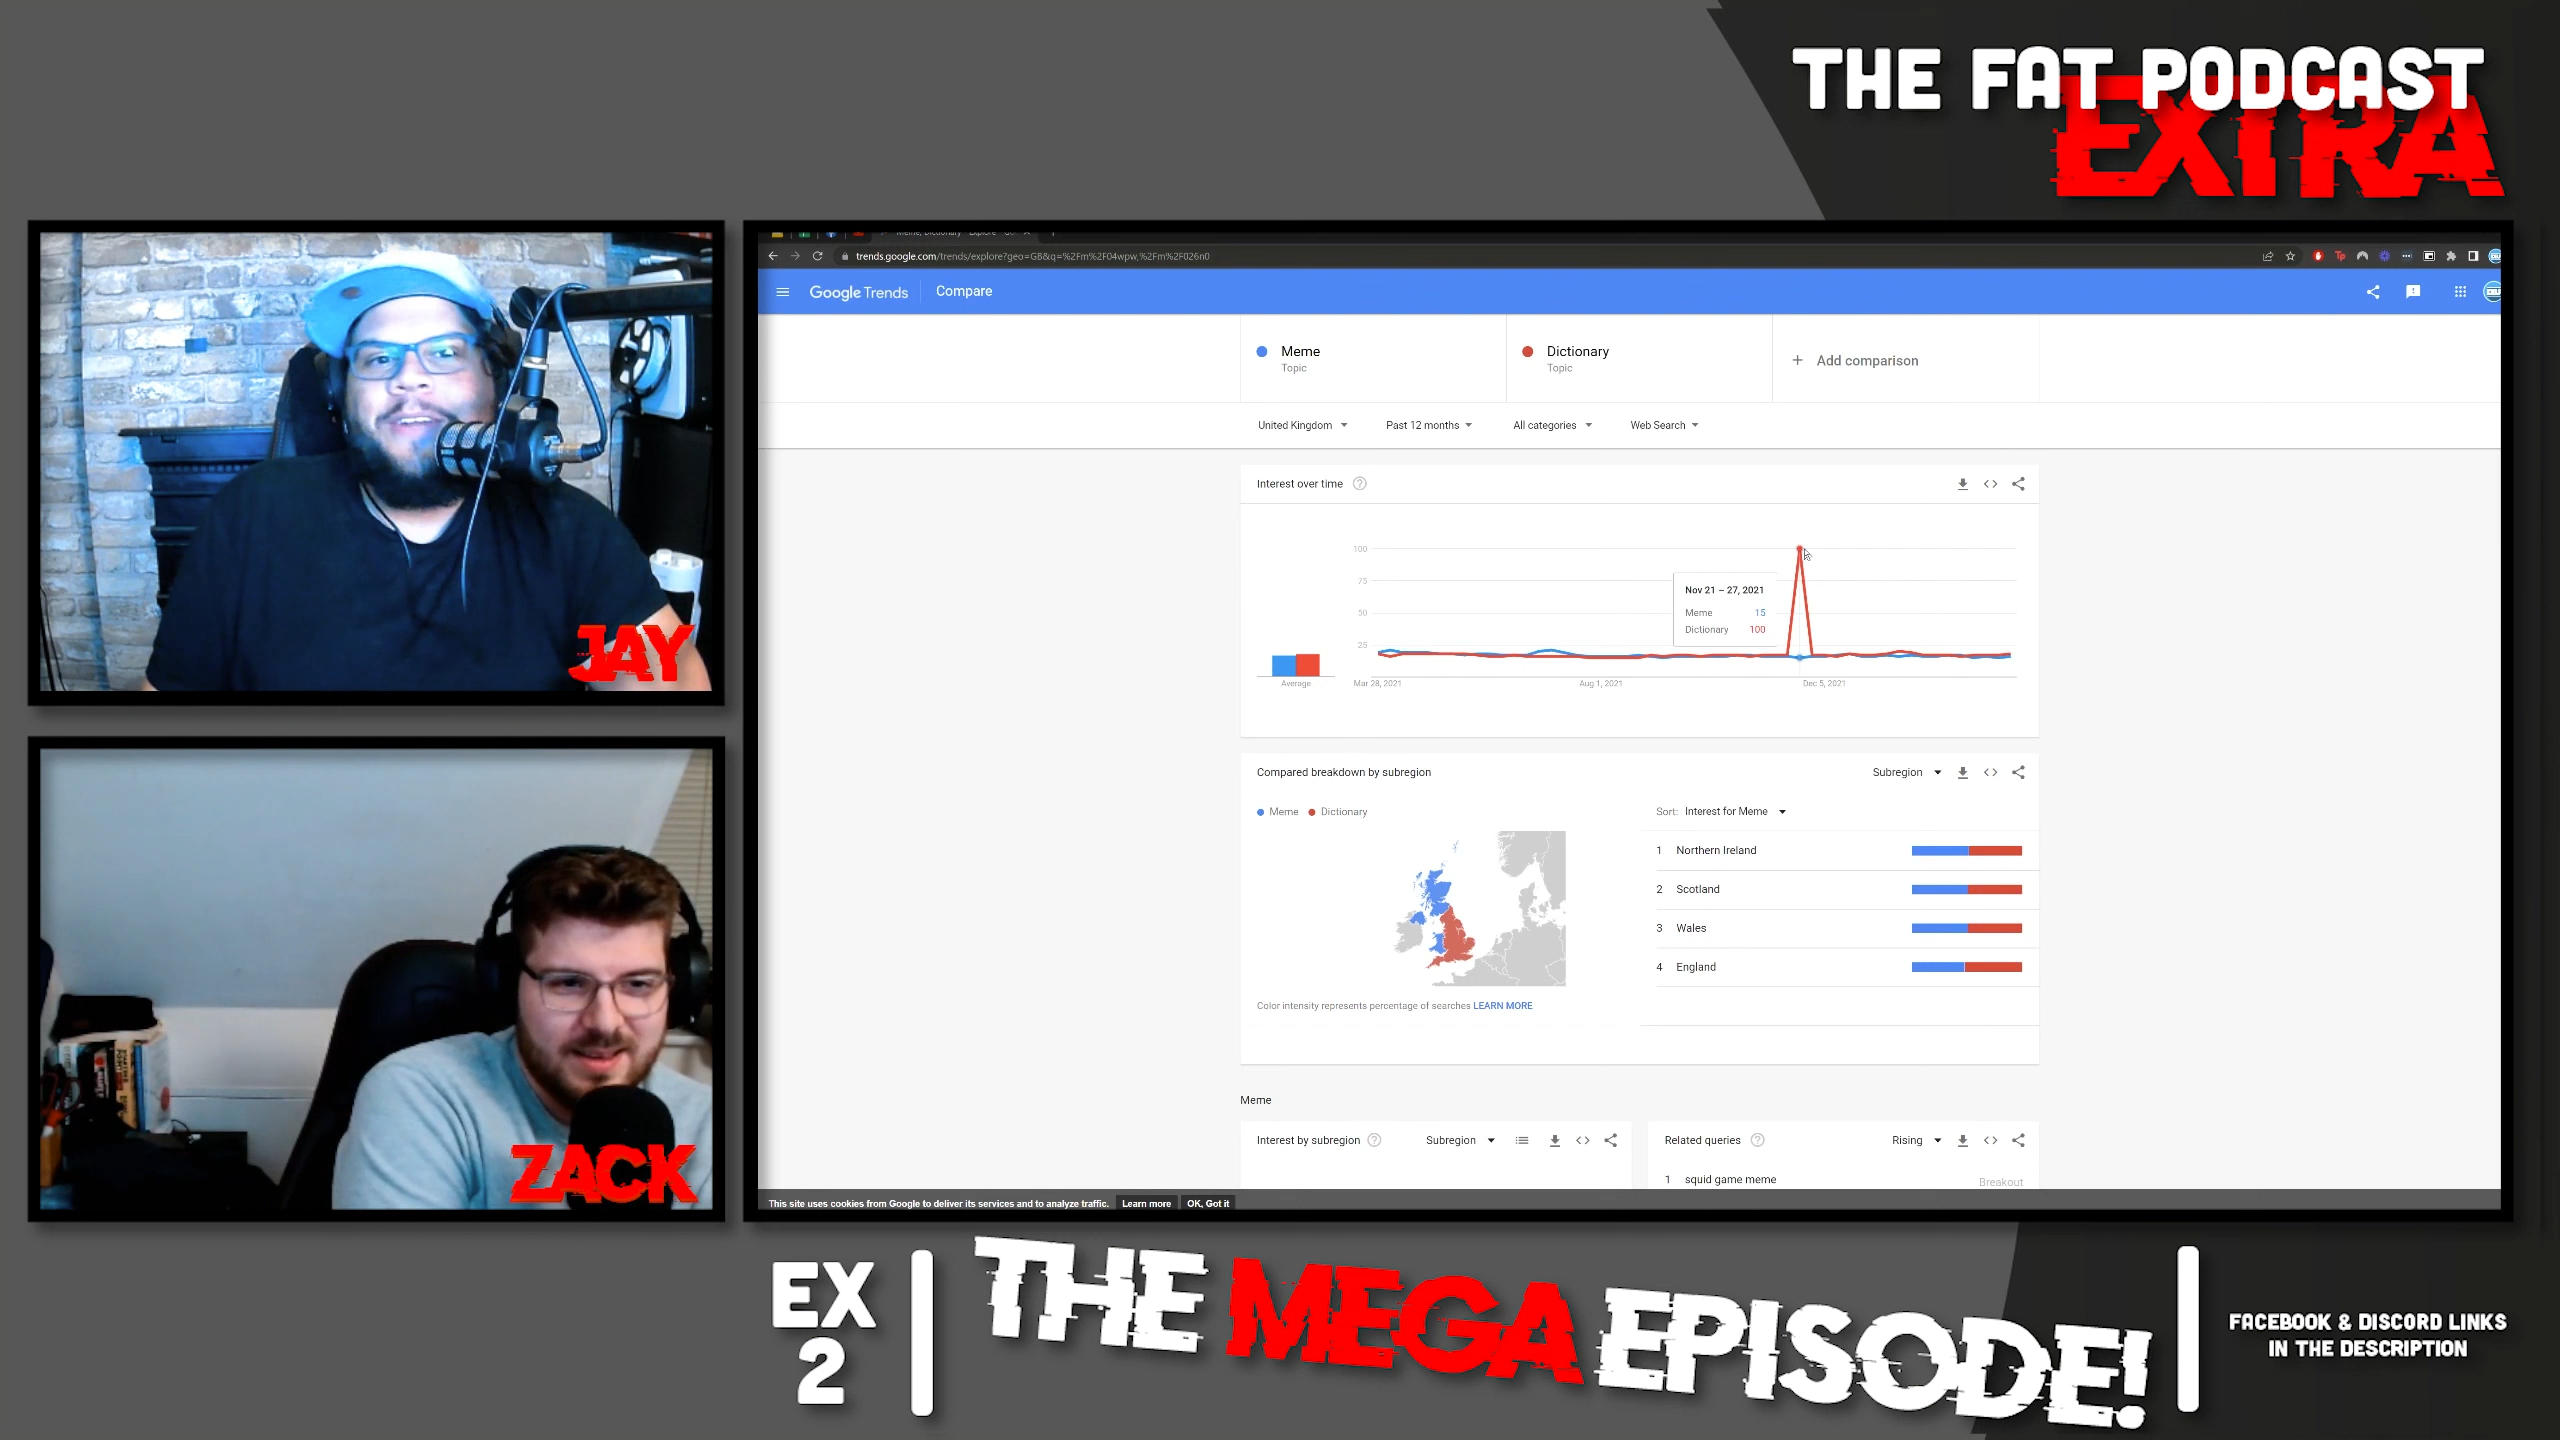 THE FAT PODCAST
EXTRA
trends.google.com/trends/explore?geo=GB&q=%2Fm%2F04wpw,%2Fm%2F026n0
Google Trends
Compare
Meme
Topic
Dictionary
Topic
+ Add comparison
United Kingdom
Past 12 months
All categories
Web Search
Interest over time
100
75
50
25
Nov 21 – 27, 2021
Meme 15
Dictionary 100
Average
Mar 28, 2021
Aug 1, 2021
Dec 5, 2021
Compared breakdown by subregion
Subregion
Meme
Dictionary
Sort: Interest for Meme
1 Northern Ireland
2 Scotland
3 Wales
4 England
Color intensity represents percentage of searches LEARN MORE
Meme
Interest by subregion
Subregion
Related queries
Rising
1 squid game meme
Breakout
This site uses cookies from Google to deliver its services and to analyze traffic.
Learn more
OK, Got it
JAY
ZACK
EX
2
THE MEGA EPISODE!
FACEBOOK & DISCORD LINKS
IN THE DESCRIPTION